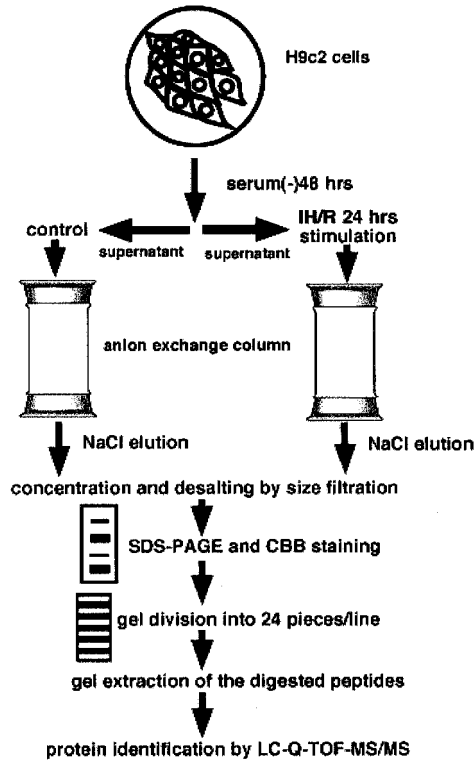 H9c2 cells
serum(-)48 hrs
control
IH/R 24 hrs
stimulation
supernatant
supernatant
anion exchange column
NaCl elution
NaCl elution
concentration and desalting by size filtration
SDS-PAGE and CBB staining
gel division into 24 pieces/line
gel extraction of the digested peptides
protein identification by LC-Q-TOF-MS/MS